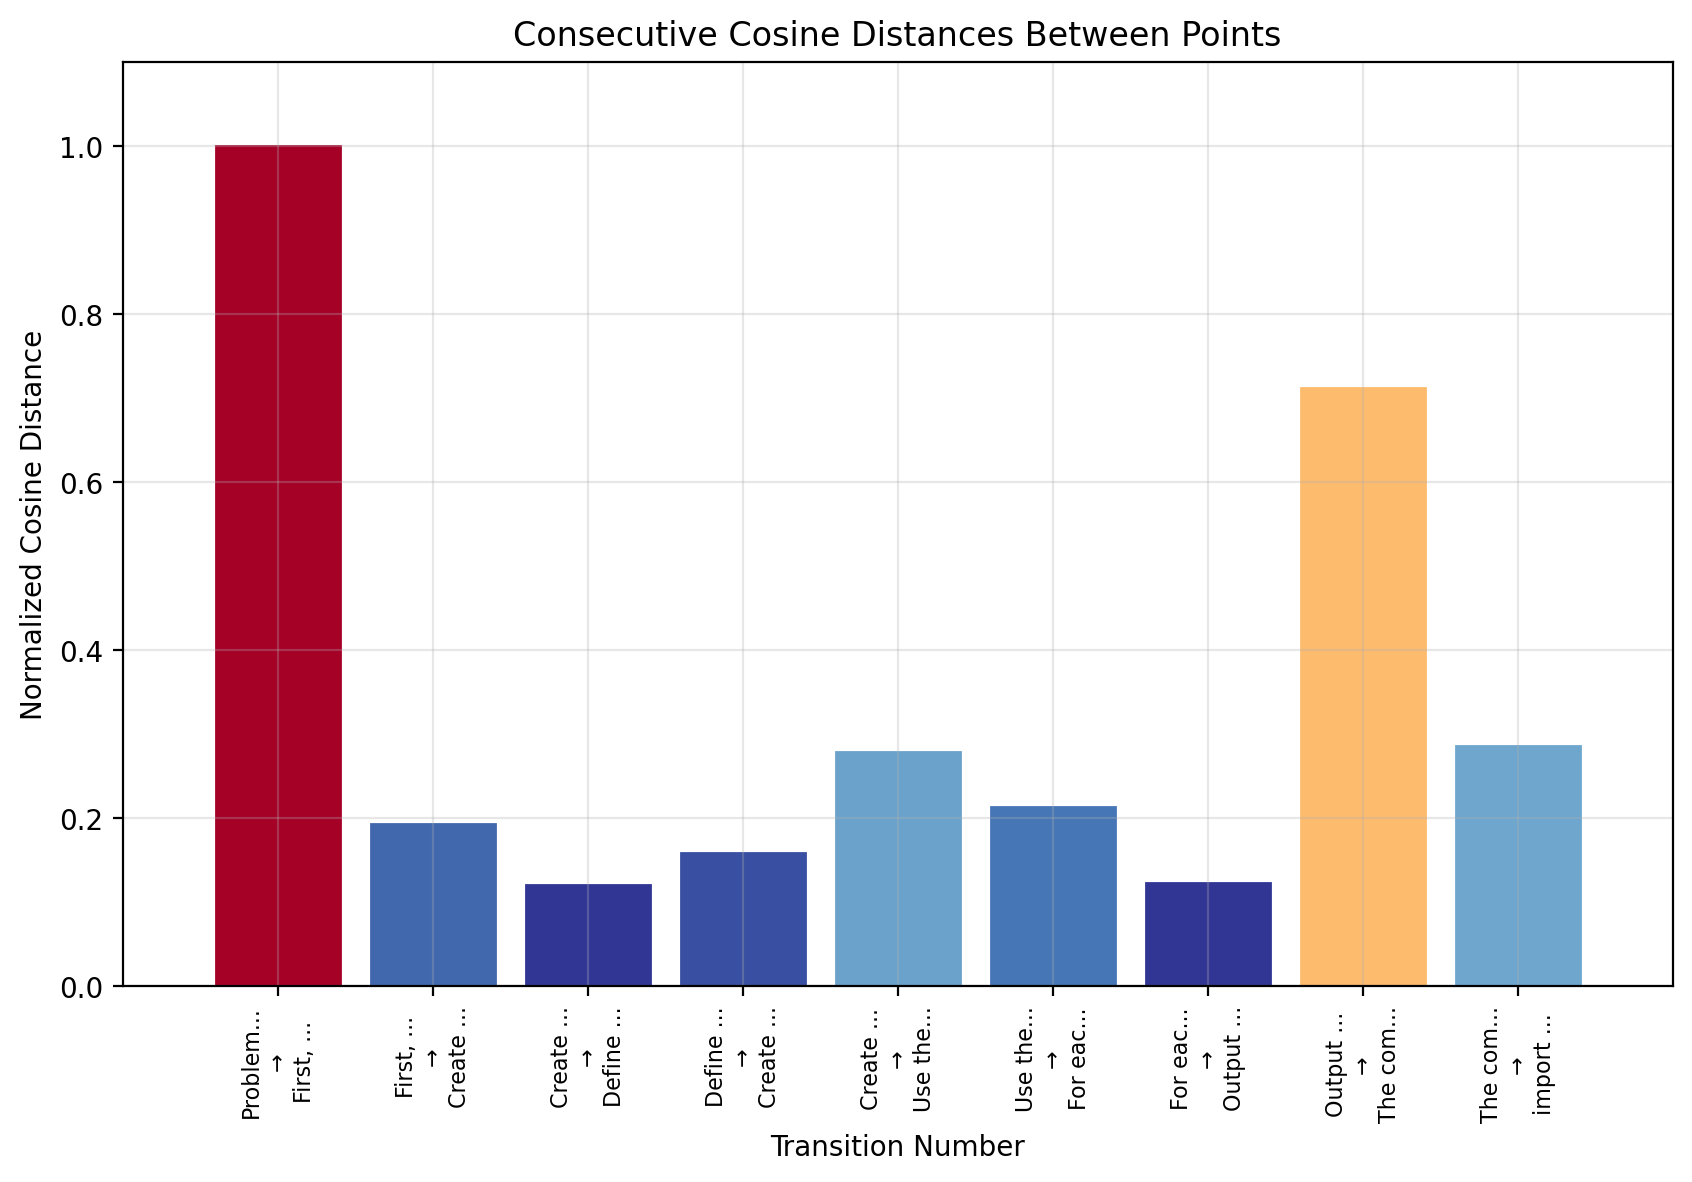 Consecutive Cosine Distances Between Points
Normalized Cosine Distance
1.0
0.8
0.6
0.4
0.2
0.0
Problem...
→
First, ...
First, ...
→
Create ...
Create ...
→
Define ...
Define ...
→
Create ...
Create ...
→
Use the...
Use the...
→
For eac...
For eac...
→
Output ...
Output ...
→
The com...
The com...
→
import ...
Transition Number